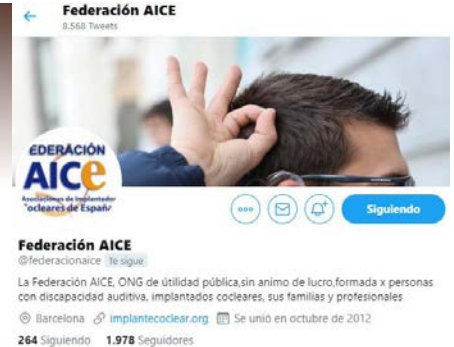 Federación AICE
8.568 Tweets
EDERACIÓN
AICe
Asociaciones de Implantados
ocleares de España
Siguiendo
Federación AICE
@federacionaice Te sigue
La Federación AICE, ONG de útilidad pública,sin animo de lucro,formada x personas
con discapacidad auditiva, implantados cocleares, sus familias y profesionales
Barcelona implantecoclear.org Se unió en octubre de 2012
264 Siguiendo 1.978 Seguidores